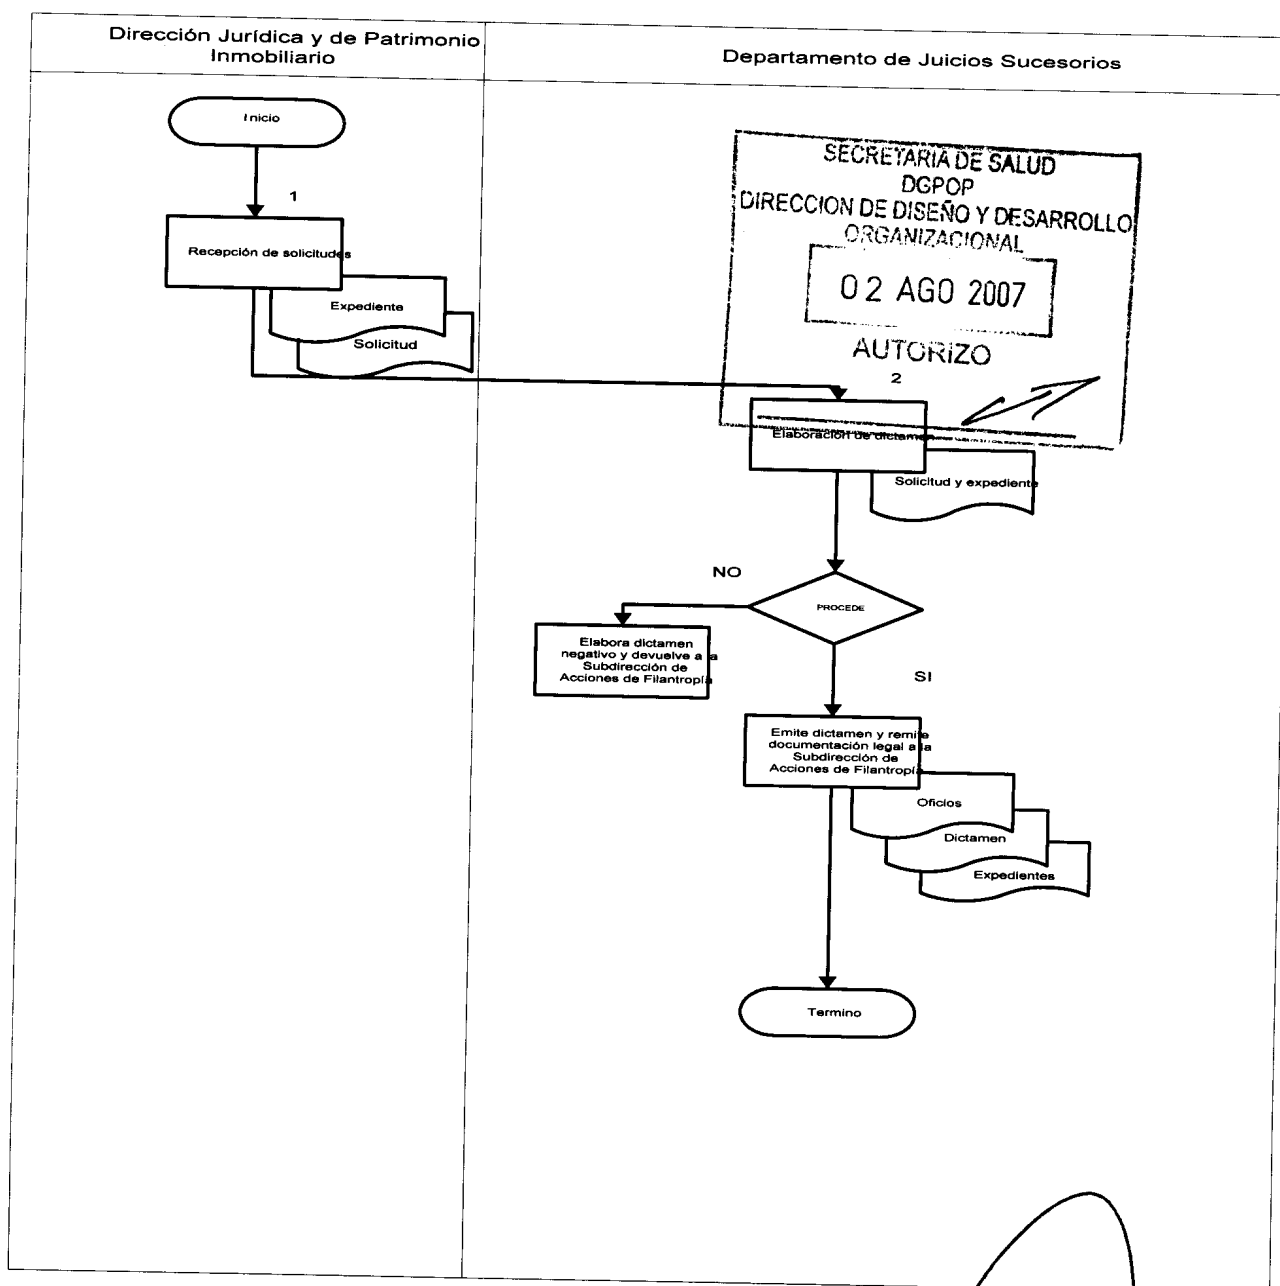 Dirección Jurídica y de Patrimonio
Inmobiliario
Departamento de Juicios Sucesorios
Inicio
1
Recepción de solicitudes
Expediente
Solicitud
SECRETARIA DE SALUD
DGPOP
DIRECCION DE DISEÑO Y DESARROLLO
ORGANIZACIONAL
02 AGO 2007
AUTORIZO
2
Elaboración de dictamen
Solicitud y expediente
NO
PROCEDE
Elabora dictamen
negativo y devuelve a la
Subdirección de
Acciones de Filantropía
SI
Emite dictamen y remite
documentación legal a la
Subdirección de
Acciones de Filantropía
Oficios
Dictamen
Expedientes
Termino